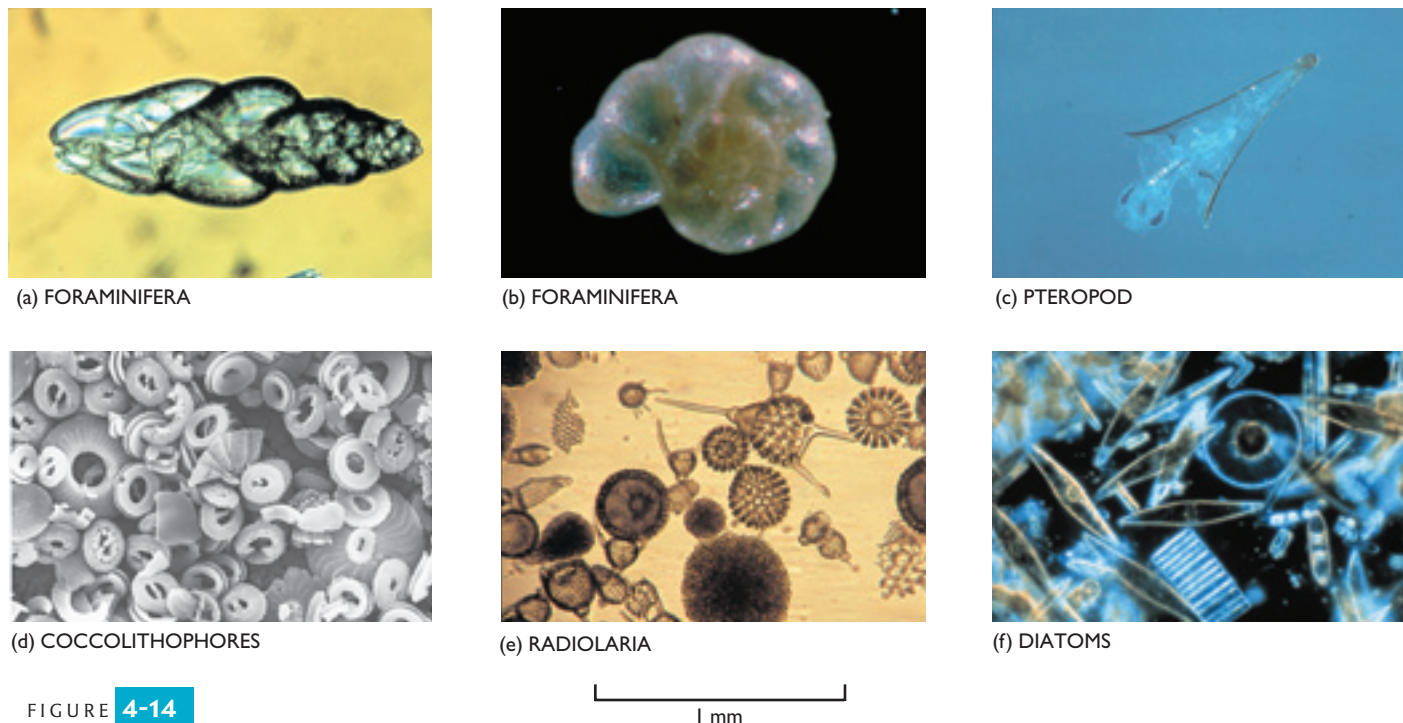 (a) FORAMINIFERA
(b) FORAMINIFERA
(c) PTEROPOD
(d) COCCOLITHOPHORES
(e) RADIOLARIA
(f) DIATOMS
FIGURE 4-14
1 mm